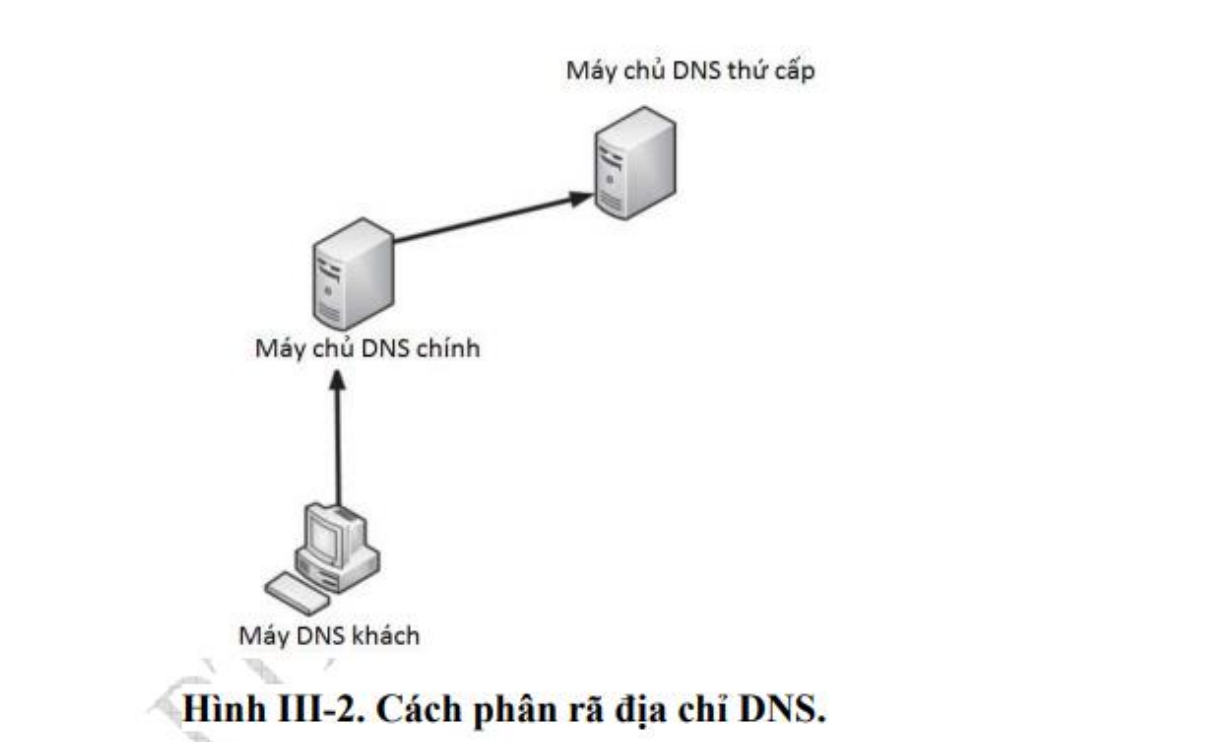 Máy chủ DNS thứ cấp
Máy chủ DNS chính
Máy DNS khách
Hình III-2. Cách phân rã địa chỉ DNS.